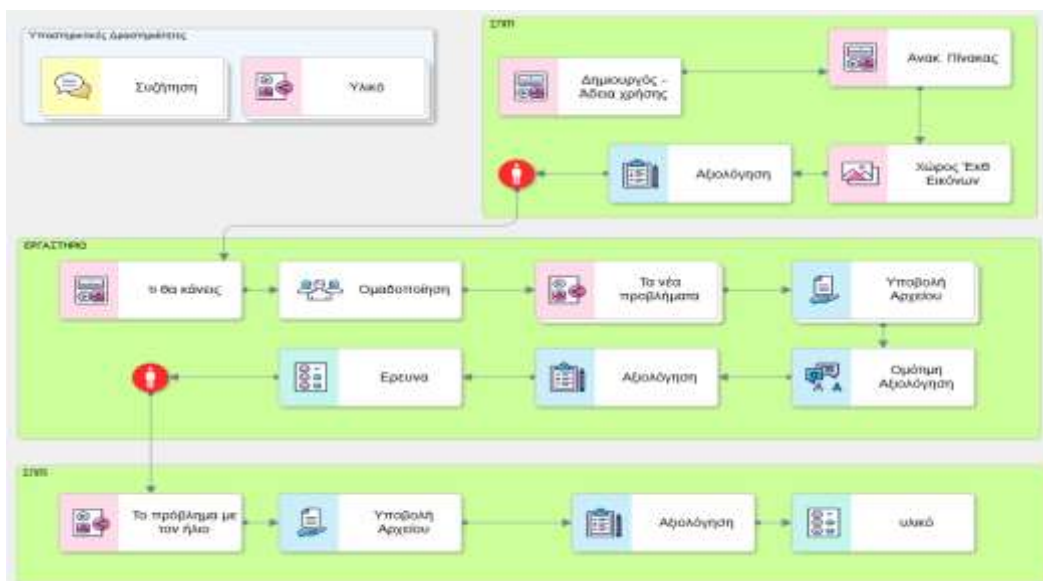 Υποστηρικτικές Δραστηριότητες
Συζήτηση
Υλικό
ΣΠΙΤΙ
Δημιουργός –
Άδεια χρήσης
Ανακ. Πίνακας
Χώρος Έκθ
Εικόνων
Αξιολόγηση
ΕΡΓΑΣΤΗΡΙΟ
τι θα κάνεις
Ομαδοποίηση
Τα νέα
προβλήματα
Υποβολή
Αρχείου
Ομότιμη
Αξιολόγηση
Αξιολόγηση
Ερευνα
ΣΠΙΤΙ
Το πρόβλημα με
τον ήλιο
Υποβολή
Αρχείου
Αξιολόγηση
υλικό